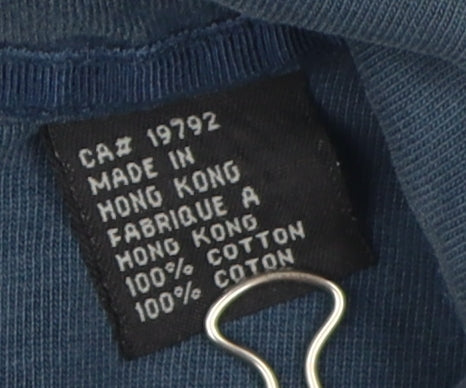 CA# 19792
MADE IN
HONG KONG
FABRIQUE A
HONG KONG
100% COTTON
100% COTON